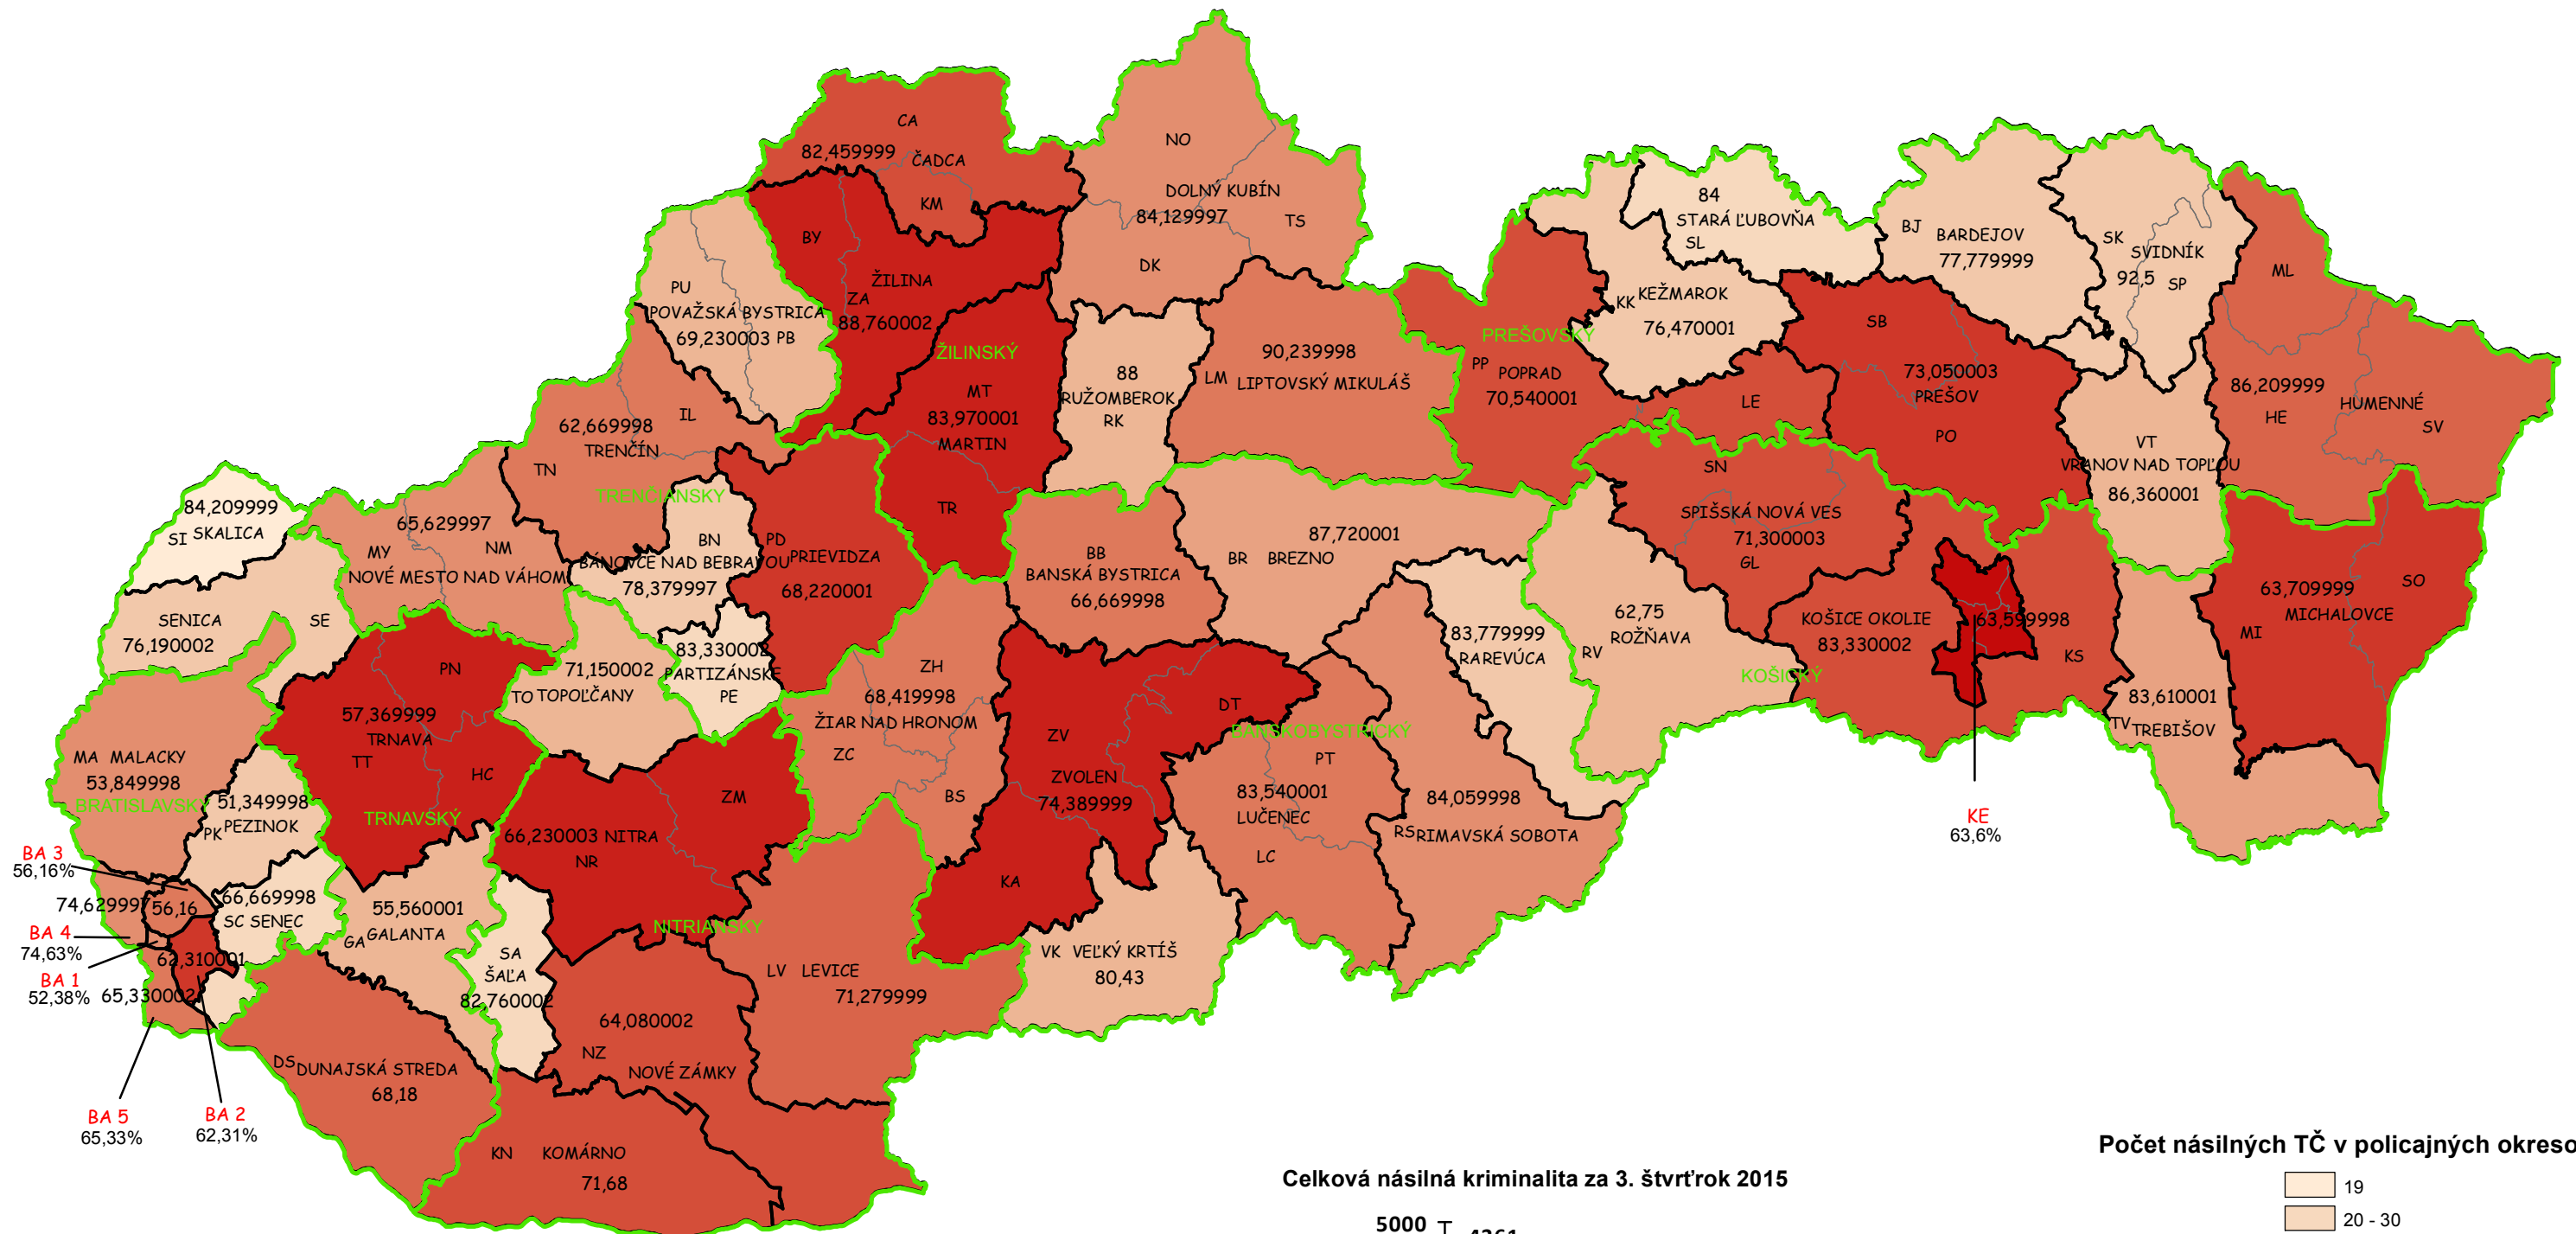 CA
82,459999
ČADCA
KM
NO
DOLNÝ KUBÍN
84,129997
TS
DK
84
STARÁ ĽUBOVŇA
SL
BJ
BARDEJOV
77,779999
SK
SVIDNÍK
92,5
SP
ML
BY
ŽILINA
ZA
88,760002
PU
POVAŽSKÁ BYSTRICA
69,230003 PB
ŽILINSKÝ
MT
83,970001
MARTIN
TR
88
RUŽOMBEROK
RK
90,239998
LM LIPTOVSKÝ MIKULÁŠ
PREŠOVSKÝ
PP POPRAD
70,540001
KK KEŽMAROK
76,470001
LE
SB
73,050003
PREŠOV
PO
86,209999
HE
HUMENNÉ
SV
VT
VRANOV NAD TOPĽOU
86,360001
IL
62,669998
TRENČÍN
TN
TRENČIANSKY
84,209999
SI SKALICA
65,629997
MY
NM
NOVÉ MESTO NAD VÁHOM
BN
BÁNOVCE NAD BEBRAVOU
78,379997
PD
PRIEVIDZA
68,220001
BB
BANSKÁ BYSTRICA
66,669998
87,720001
BR BREZNO
SN
SPIŠSKÁ NOVÁ VES
71,300003
GL
62,75
ROŽŇAVA
RV
KOŠICKÝ
83,779999
RAREVÚCA
KOŠICE OKOLIE
83,330002
63,599998
KS
63,709999
MICHALOVCE
MI
SO
83,610001
TV TREBIŠOV
KE
63,6%
SENICA
76,190002
SE
PN
57,369999
TRNAVA
TT
HC
TRNAVSKÝ
71,150002
TO TOPOĽČANY
83,330002
PARTIZÁNSKE
PE
ZH
68,419998
ŽIAR NAD HRONOM
ZC
BS
DT
ZV
ZVOLEN
74,389999
KA
BANSKOBYSTRICKÝ
PT
83,540001
LUČENEC
LC
84,059998
RS RIMAVSKÁ SOBOTA
MA MALACKY
53,849998
BRATISLAVSKÝ
51,349998
PK PEZINOK
BA 3
56,16%
74,629997
56,16
66,669998
SC SENEC
BA 4
74,63%
62,310001
BA 1
52,38%
65,330002
BA 5
65,33%
BA 2
62,31%
55,560001
GA GALANTA
66,230003 NITRA
NR
ZM
NITRIANSKY
SA
ŠAĽA
82,760002
LV LEVICE
71,279999
VK VEĽKÝ KRTÍŠ
80,43
64,080002
NZ
NOVÉ ZÁMKY
DS DUNAJSKÁ STREDA
68,18
KN KOMÁRNO
71,68
Celková násilná kriminalita za 3. štvrťrok 2015
5000
4261
Počet násilných TČ v policajných okreso
19
20 - 30